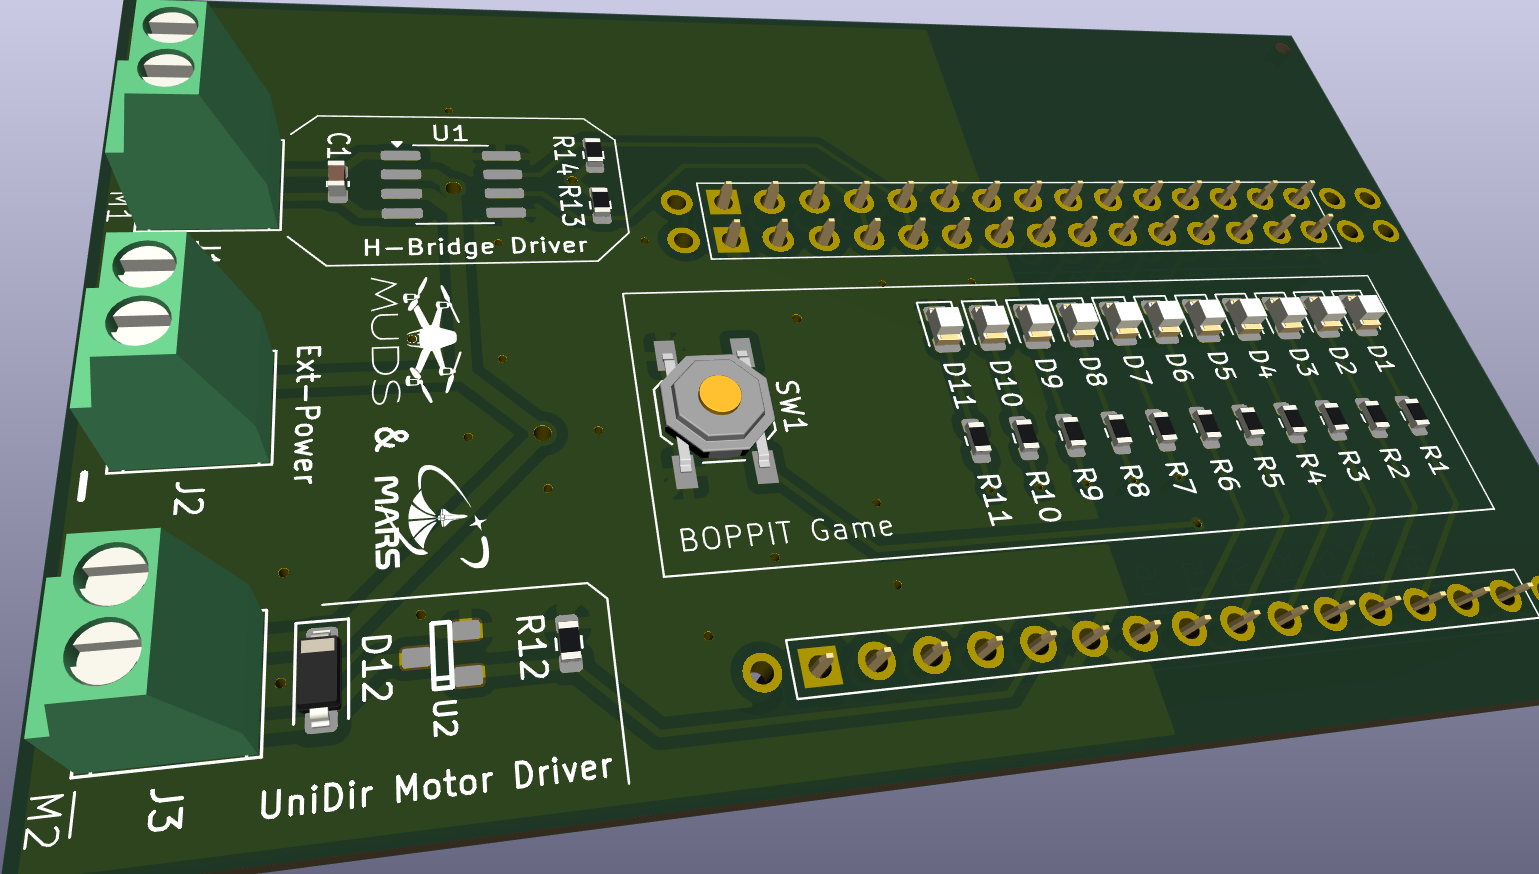 C1
U1
R14
R13
H-Bridge Driver
M1
MUDS
&
MARS
Ext-Power
J2
SW1
D11
D10
D9
D8
D7
D6
D5
D4
D3
D2
D1
R11
R10
R9
R8
R7
R6
R5
R4
R3
R2
R1
BOPPIT Game
D12
U2
R12
UniDir Motor Driver
J3
M2